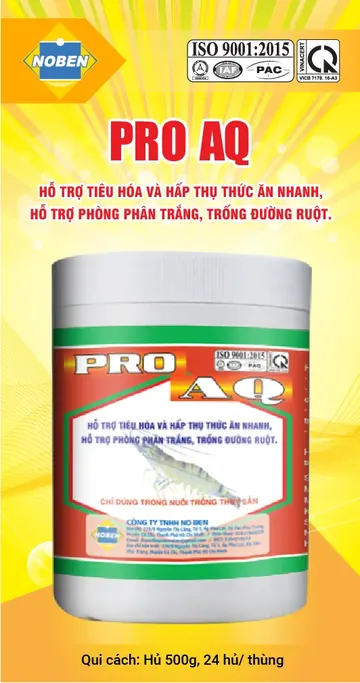 NOBEN
ISO 9001:2015
IAF
PAC
VINACERT
VICB 7178. 16-A3
PRO AQ
HỖ TRỢ TIÊU HÓA VÀ HẤP THỤ THỨC ĂN NHANH,
HỖ TRỢ PHÒNG PHÂN TRẮNG, TRỐNG ĐƯỜNG RUỘT.
PRO
AQ
ISO 9001:2015
HỖ TRỢ TIÊU HÓA VÀ HẤP THỤ THỨC ĂN NHANH,
HỖ TRỢ PHÒNG PHÂN TRẮNG, TRỐNG ĐƯỜNG RUỘT.
CHỈ DÙNG TRONG NUÔI TRỒNG THỦY SẢN
NOBEN
CÔNG TY TNHH NO BEN
Qui cách: Hủ 500g, 24 hủ/ thùng